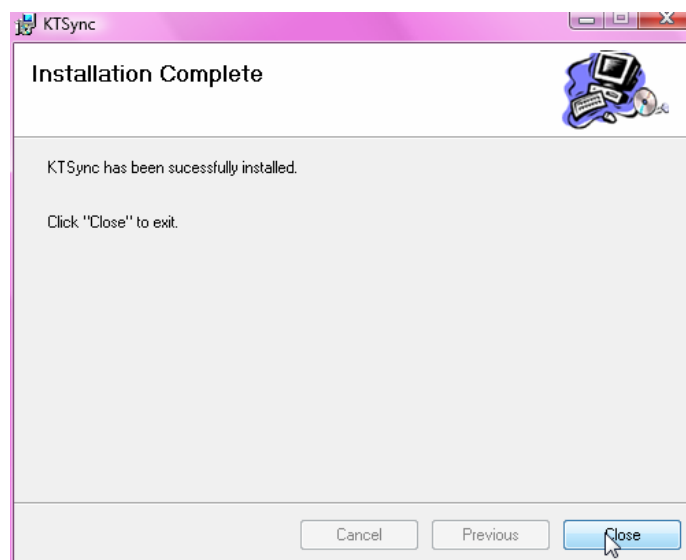 KTSync
Installation Complete
KTSync has been sucessfully installed.
Click "Close" to exit.
Cancel Previous Close